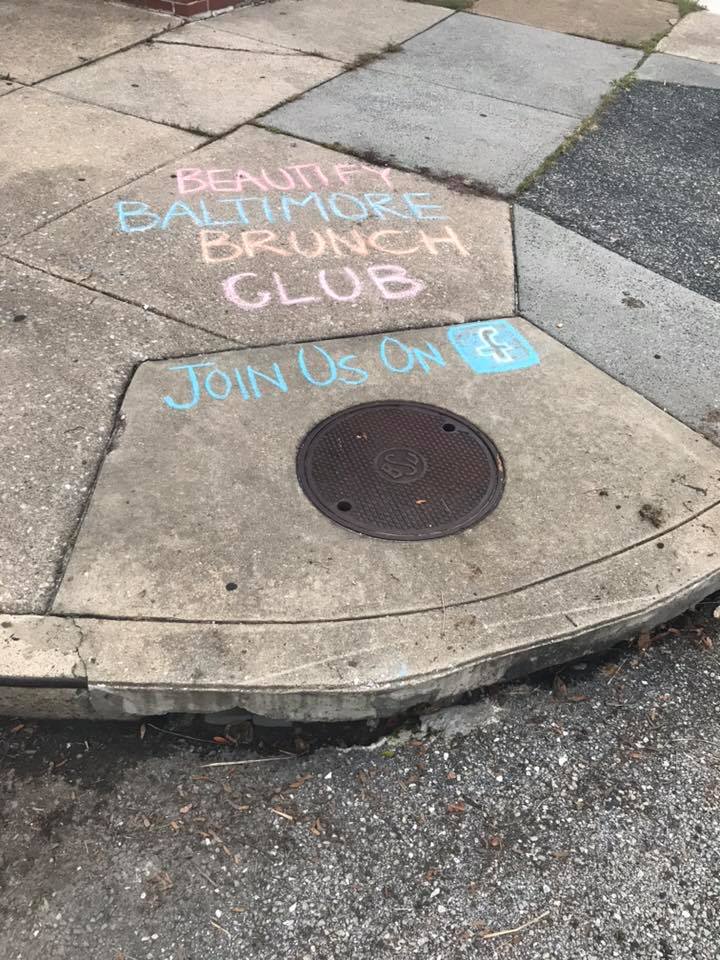 BEAUTIFY
BALTIMORE
BRUNCH
CLUB
JOIN US ON f